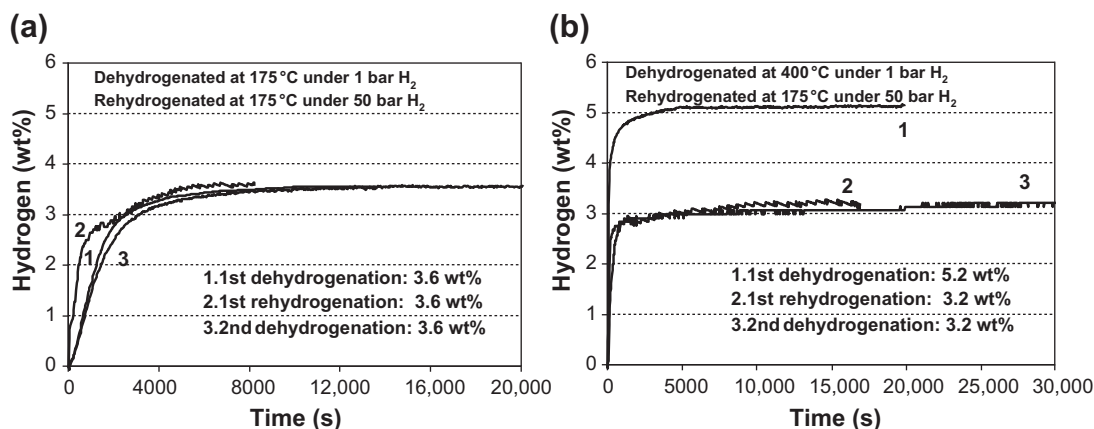 (a)
Hydrogen (wt%)
6
5
4
3
2
1
0
Dehydrogenated at 175°C under 1 bar H2
Rehydrogenated at 175°C under 50 bar H2
2
1
3
1.1st dehydrogenation: 3.6 wt%
2.1st rehydrogenation: 3.6 wt%
3.2nd dehydrogenation: 3.6 wt%
0 4000 8000 12,000 16,000 20,000
Time (s)
(b)
Hydrogen (wt%)
6
5
4
3
2
1
0
Dehydrogenated at 400°C under 1 bar H2
Rehydrogenated at 175°C under 50 bar H2
1
2
3
1.1st dehydrogenation: 5.2 wt%
2.1st rehydrogenation: 3.2 wt%
3.2nd dehydrogenation: 3.2 wt%
0 5000 10,000 15,000 20,000 25,000 30,000
Time (s)